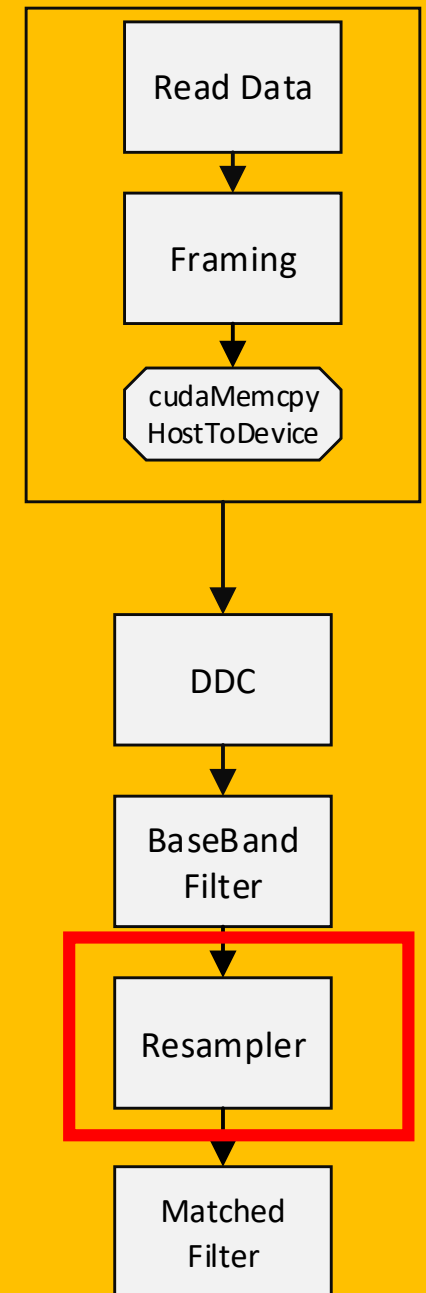 Read Data
Framing
cudaMemcpy
HostToDevice
DDC
BaseBand
Filter
Resampler
Matched
Filter